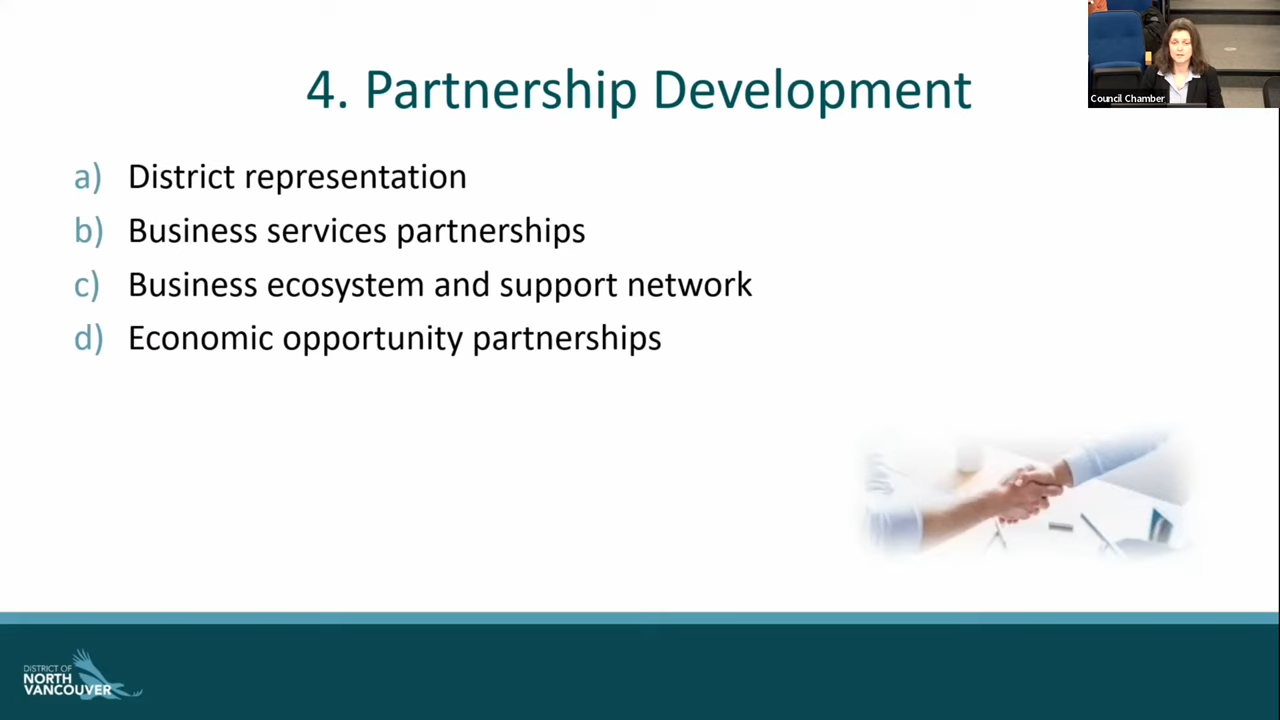 4. Partnership Development
Council Chamber
a) District representation
b) Business services partnerships
c) Business ecosystem and support network
d) Economic opportunity partnerships
DISTRICT OF
NORTH
VANCOUVER